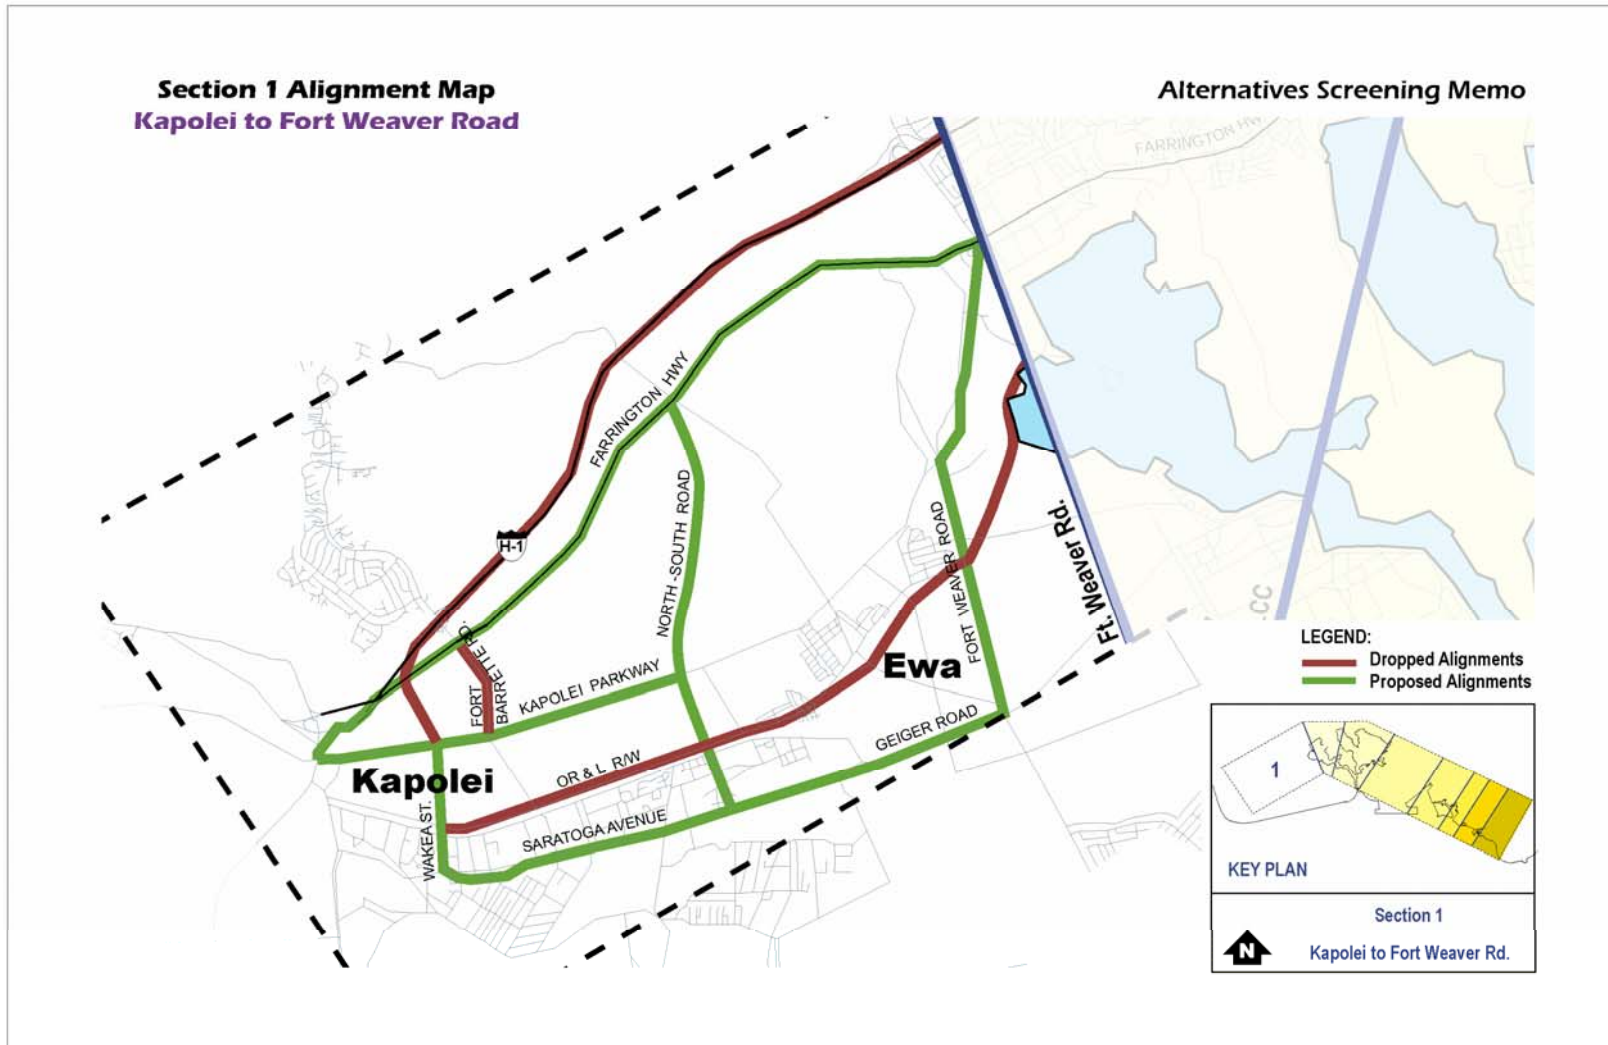 Section 1 Alignment Map
Kapolei to Fort Weaver Road
Alternatives Screening Memo
FARRINGTON HW
FARRINGTON HWY
H-1
NORTH-SOUTH ROAD
FORT WEAVER ROAD
Ft. Weaver Rd.
FORT
BARRETTE RD.
KAPOLEI PARKWAY
Ewa
GEIGER ROAD
OR & L R/W
Kapolei
WAKEA ST.
SARATOGA AVENUE
CC
LEGEND:
Dropped Alignments
Proposed Alignments
1
KEY PLAN
Section 1
N
Kapolei to Fort Weaver Rd.